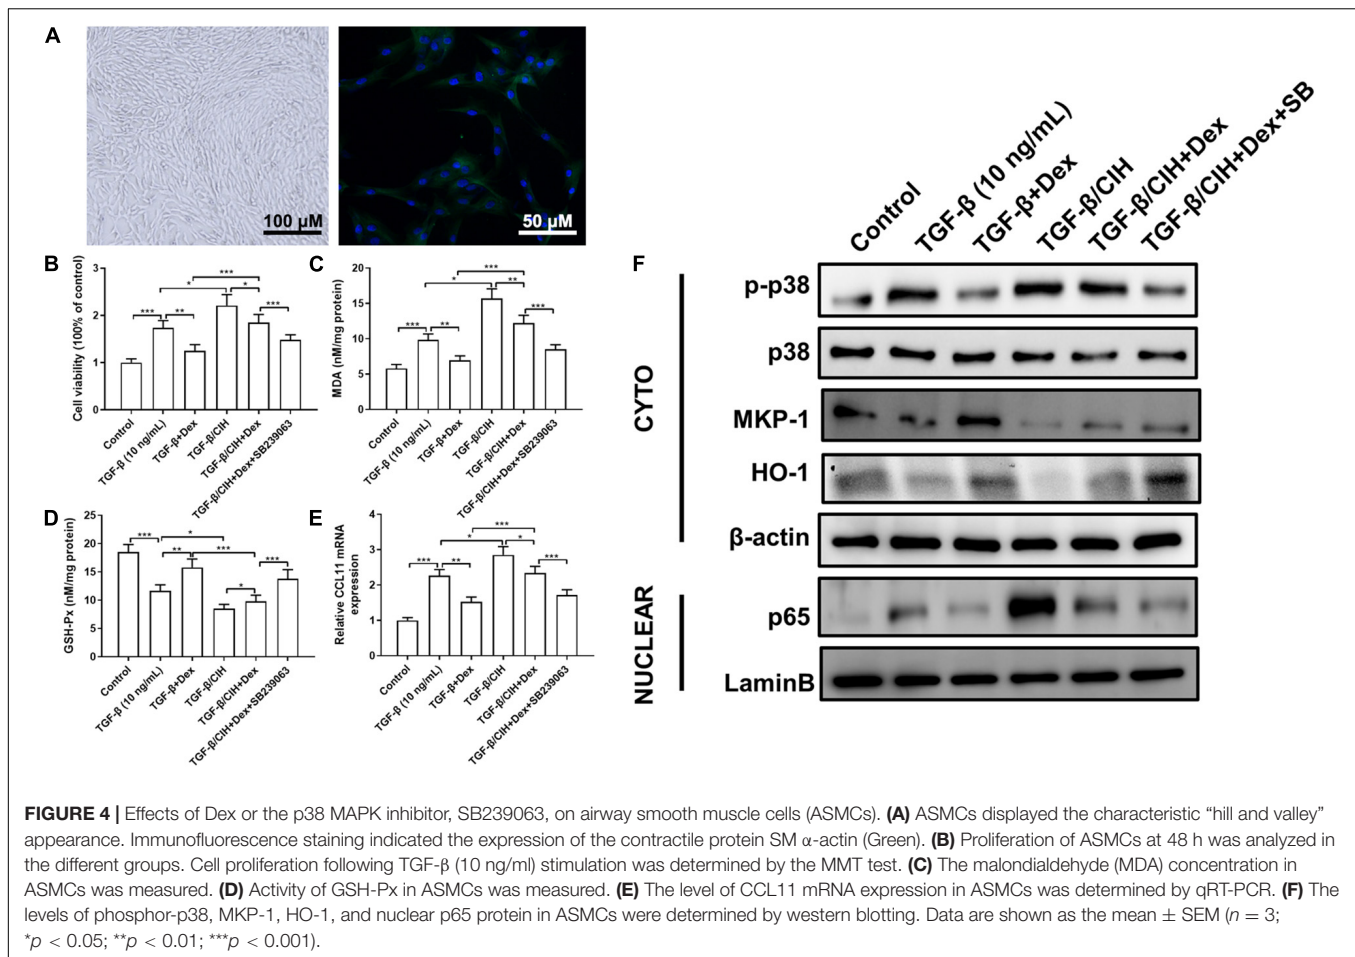 A
100 µM
50 µM
B
Cell viability (100% of control)
3
2
1
0
***
**
*
***
*
***
Control
TGF-β (10 ng/mL)
TGF-β+Dex
TGF-β/CIH
TGF-β/CIH+Dex
TGF-β/CIH+Dex+SB239063
C
MDA (nM/mg protein)
20
15
10
5
0
***
**
*
***
**
***
Control
TGF-β (10 ng/mL)
TGF-β+Dex
TGF-β/CIH
TGF-β/CIH+Dex
TGF-β/CIH+Dex+SB239063
D
GSH-Px (nM/mg protein)
25
20
15
10
5
0
***
**
*
***
*
***
Control
TGF-β (10 ng/mL)
TGF-β+Dex
TGF-β/CIH
TGF-β/CIH+Dex
TGF-β/CIH+Dex+SB239063
E
Relative CCL11 mRNA
expression
4
3
2
1
0
***
**
*
***
*
***
Control
TGF-β (10 ng/mL)
TGF-β+Dex
TGF-β/CIH
TGF-β/CIH+Dex
TGF-β/CIH+Dex+SB239063
F
Control
TGF-β (10 ng/mL)
TGF-β+Dex
TGF-β/CIH
TGF-β/CIH+Dex
TGF-β/CIH+Dex+SB
CYTO
p-p38
p38
MKP-1
HO-1
β-actin
NUCLEAR
p65
LaminB
FIGURE 4 | Effects of Dex or the p38 MAPK inhibitor, SB239063, on airway smooth muscle cells (ASMCs). (A) ASMCs displayed the characteristic “hill and valley”
appearance. Immunofluorescence staining indicated the expression of the contractile protein SM α-actin (Green). (B) Proliferation of ASMCs at 48 h was analyzed in
the different groups. Cell proliferation following TGF-β (10 ng/ml) stimulation was determined by the MMT test. (C) The malondialdehyde (MDA) concentration in
ASMCs was measured. (D) Activity of GSH-Px in ASMCs was measured. (E) The level of CCL11 mRNA expression in ASMCs was determined by qRT-PCR. (F) The
levels of phosphor-p38, MKP-1, HO-1, and nuclear p65 protein in ASMCs were determined by western blotting. Data are shown as the mean ± SEM (n = 3;
*p < 0.05; **p < 0.01; ***p < 0.001).